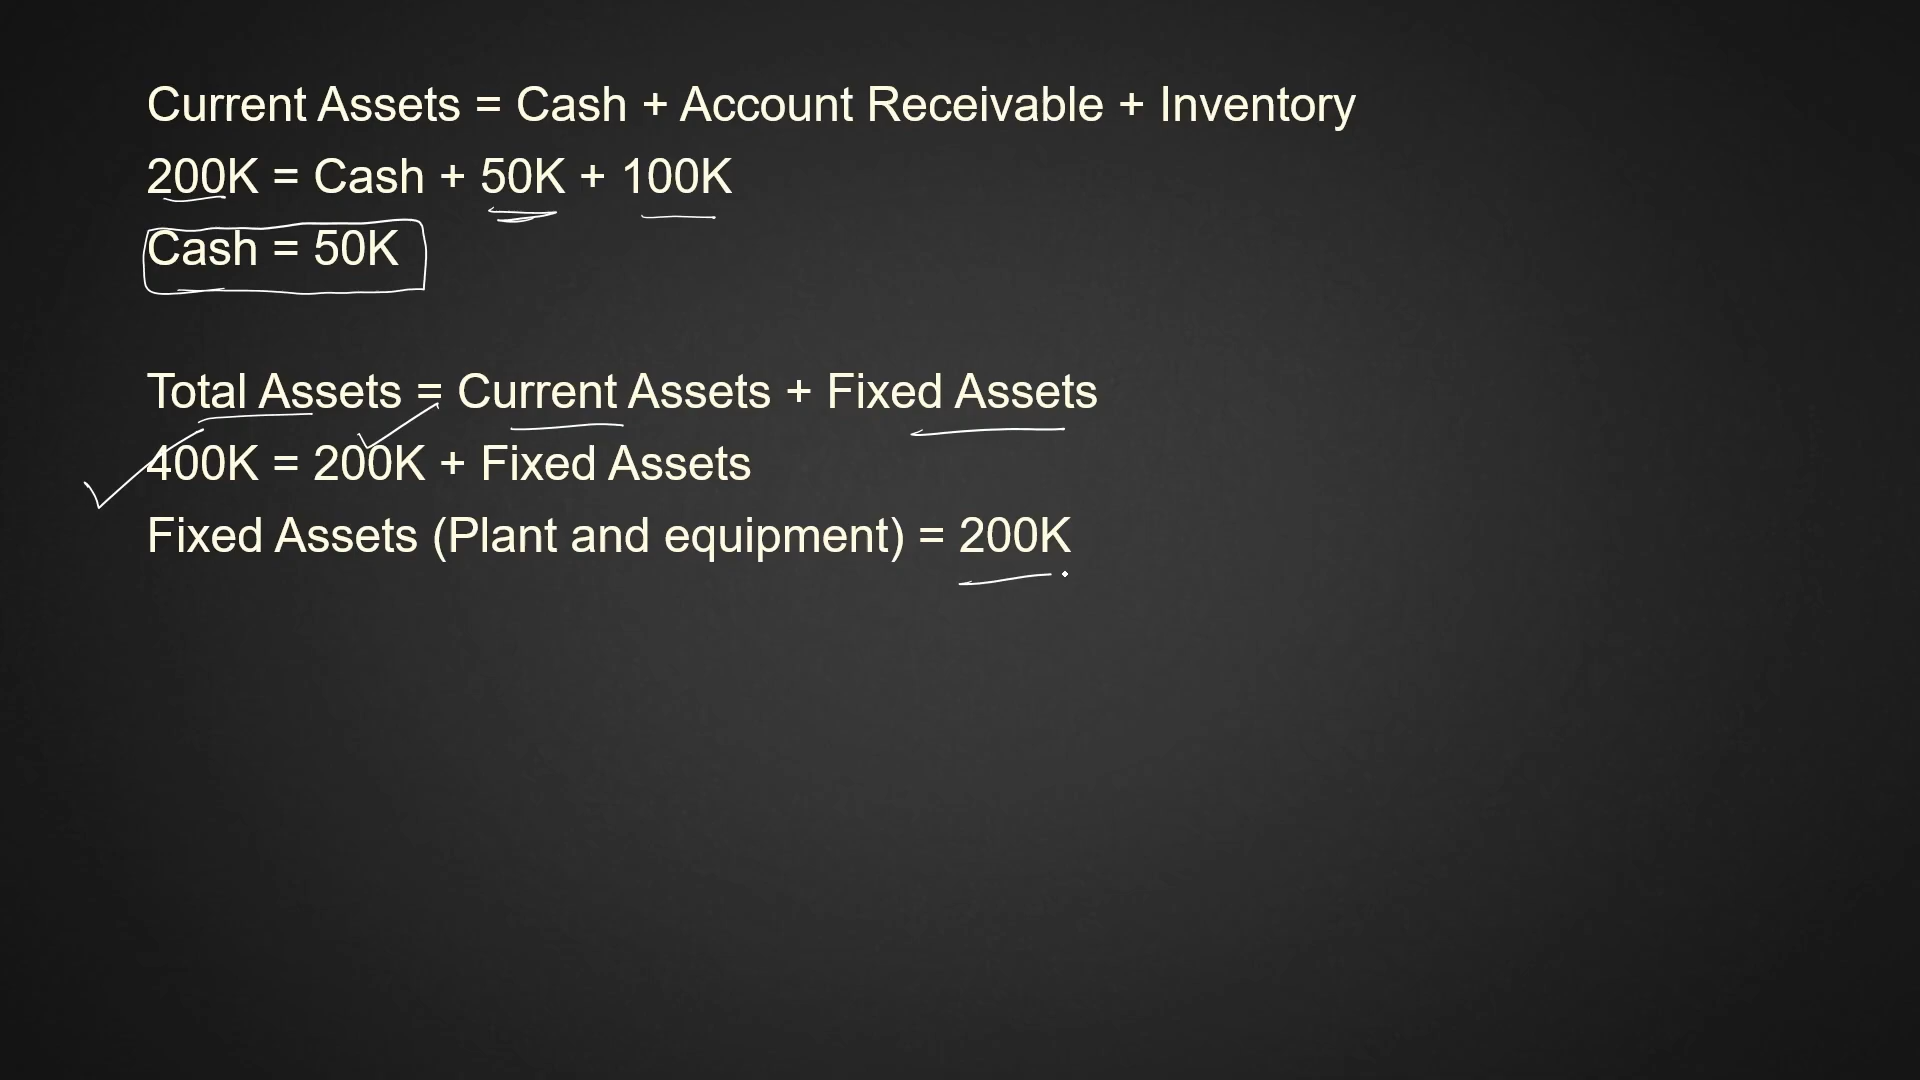 Current Assets = Cash + Account Receivable + Inventory
200K = Cash + 50K + 100K
Cash = 50K
Total Assets = Current Assets + Fixed Assets
400K = 200K + Fixed Assets
Fixed Assets (Plant and equipment) = 200K